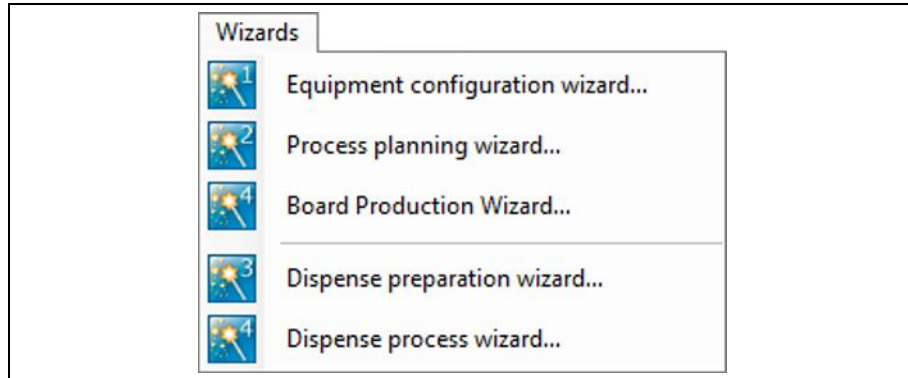 Wizards
1 Equipment configuration wizard...
2 Process planning wizard...
4 Board Production Wizard...
3 Dispense preparation wizard...
4 Dispense process wizard...